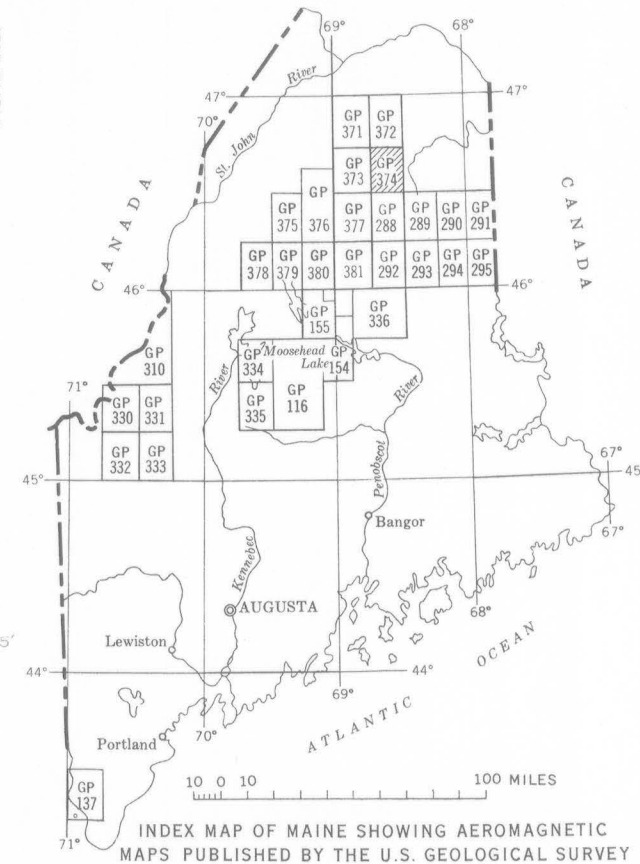 69°
68°
River
47°
47°
70°
St. John
GP 371
GP 372
GP 373
GP 374
CANADA
CANADA
GP 375
GP 376
GP 377
GP 288
GP 289
GP 290
GP 291
GP 378
GP 379
GP 380
GP 381
GP 292
GP 293
GP 294
GP 295
46°
46°
GP 155
GP 336
GP 310
GP 334
Moosehead
Lake
GP 154
River
River
71°
GP 330
GP 331
GP 335
GP 116
GP 332
GP 333
45°
67°
45
67°
Penobscot
Bangor
Kennebec
AUGUSTA
68°
5'
Lewiston
OCEAN
44°
44°
69°
ATLANTIC
70°
Portland
GP 137
10 0 10 100 MILES
71°
INDEX MAP OF MAINE SHOWING AEROMAGNETIC
MAPS PUBLISHED BY THE U.S. GEOLOGICAL SURVEY